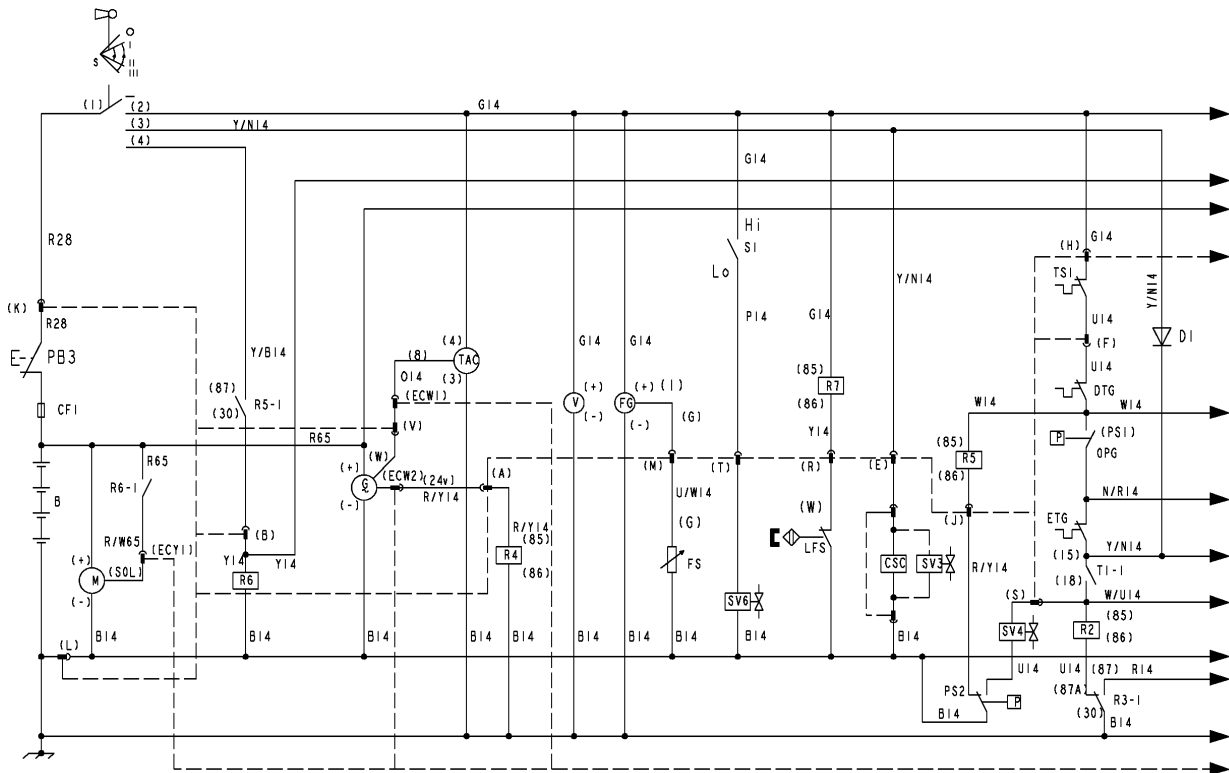 O
I
II
III
S
(1) (2) G14
(3) Y/N14
(4)
G14
Hi
S1
Lo
R28
(H) G14
TS1
Y/N14
Y/N14
(K)
R28
P14
G14
U14
E- PB3
Y/B14
(4)
(8) TAC
G14 G14
(F)
D1
O14 (3)
U14
(87)
(85)
R7
(ECW1)
(+) (+) (1)
DTG
CF1
(30) R5-1
V FG
(86)
W14 W14
(-) (-)
(G)
(V)
R65
Y14
(85)
P (PS1)
OPG
R65
(W)
R5
(+)
(ECW2) (24v) (A)
(M) (T) (R) (E)
(86)
B
R6-1
G
R/Y14
U/W14
N/R14
(-)
(G)
(W)
(J)
ETG
R/W65
(B)
R/Y14
(85)
LFS
Y/N14
(ECY1)
R4
FS
CSC SV3
(15)
T1-1
(+)
Y14 Y14
(SOL)
R/Y14
M
R6
(86)
(18)
(-)
SV6
(S) W/U14
(85)
SV4
R2
(86)
(L)
B14 B14 B14 B14 B14 B14 B14 B14 B14 B14 B14
U14 U14 (87) R14
PS2
P
(87A)
R3-1
B14
(30)
B14